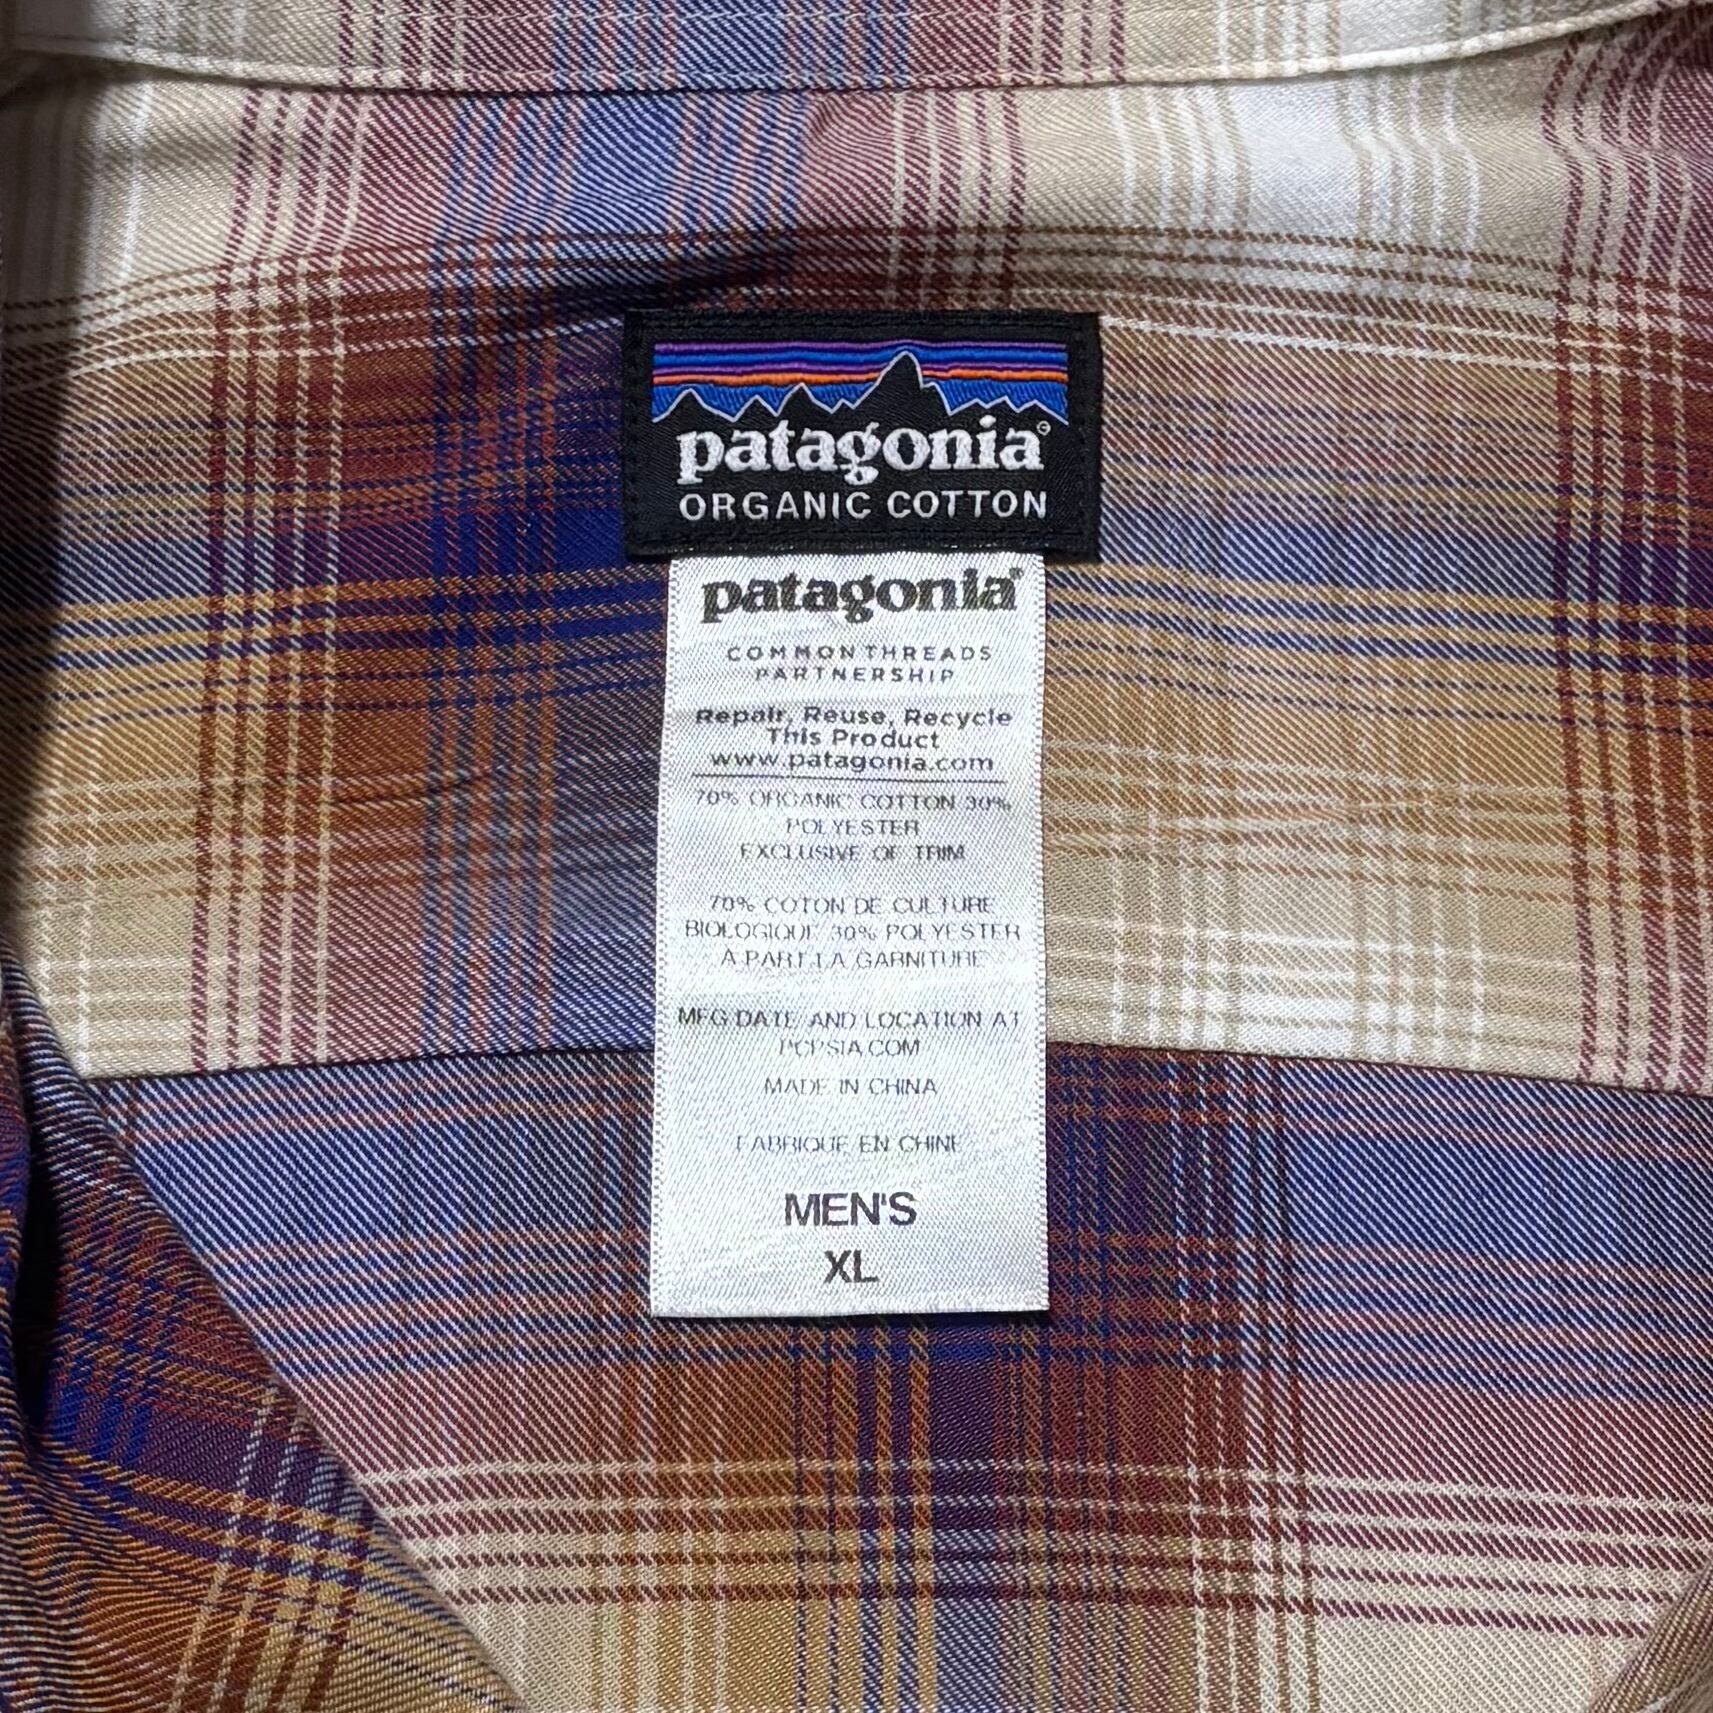 patagonia®
ORGANIC COTTON
patagonia®
COMMON THREADS
PARTNERSHIP
Repair, Reuse, Recycle
This Product
www.patagonia.com
70% ORGANIC COTTON 30%
POLYESTER
EXCLUSIVE OF TRIM
70% COTON DE CULTURE
BIOLOGIQUE 30% POLYESTER
À PART LA GARNITURE
MFG DATE AND LOCATION AT
PCPSIA.COM
MADE IN CHINA
FABRIQUE EN CHINE
MEN'S
XL